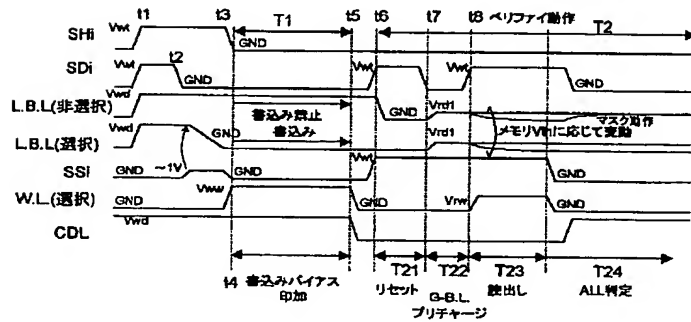 t1 t3 T1 t5 t6 t7 t8 ベリファイ動作 T2
SHi Vwt GND
SDi Vwt t2 GND Vwt GND Vwt GND
L.B.L(非選択) Vwd 書込み禁止 GND Vrd1 マスク動作
書込み Vrd1 メモリVthに応じて変動
L.B.L(選択) Vwd GND
SSi GND ~1V GND Vwt GND
W.L.(選択) GND Vww GND Vrw GND
CDL Vwd
t4 書込みバイアス印加 T21 T22 T23 T24
リセット G-B.L.プリチャージ 読出し ALL判定